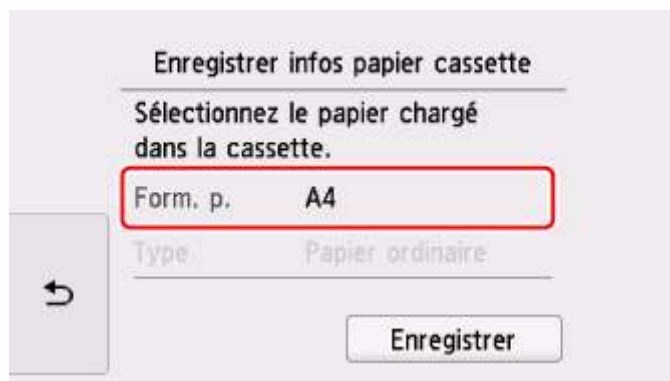 Enregistrer infos papier cassette
Sélectionnez le papier chargé
dans la cassette.
Form. p. A4
Type Papier ordinaire
Enregistrer